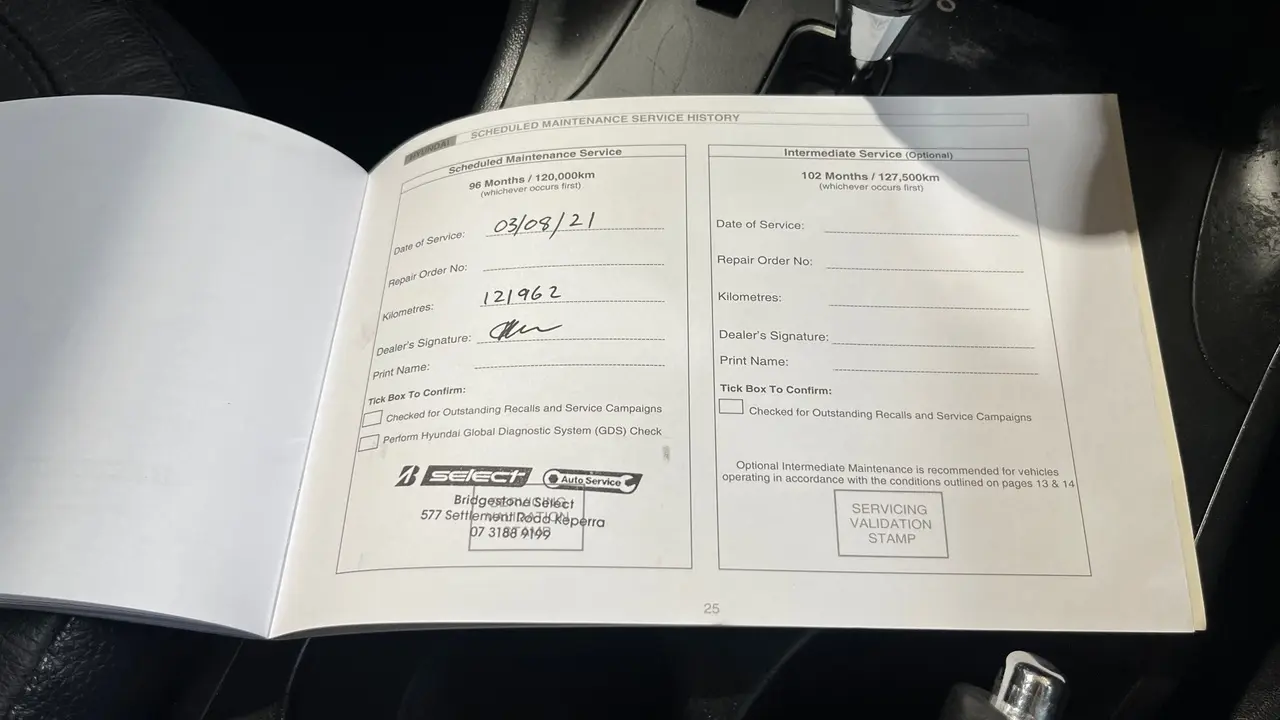 HYUNDAI
SCHEDULED MAINTENANCE SERVICE HISTORY
Scheduled Maintenance Service
96 Months / 120,000km
(whichever occurs first)
Date of Service: 03/08/21
Repair Order No:
Kilometres: 121962
Dealer's Signature:
Print Name:
Tick Box To Confirm:
Checked for Outstanding Recalls and Service Campaigns
Perform Hyundai Global Diagnostic System (GDS) Check
SELECT Auto Service
Bridgestone Select
577 Settlement Road Keperra
07 3188 9199
SERVICING
VALIDATION
STAMP
Intermediate Service (Optional)
102 Months / 127,500km
(whichever occurs first)
Date of Service:
Repair Order No:
Kilometres:
Dealer's Signature:
Print Name:
Tick Box To Confirm:
Checked for Outstanding Recalls and Service Campaigns
Optional Intermediate Maintenance is recommended for vehicles
operating in accordance with the conditions outlined on pages 13 & 14
SERVICING
VALIDATION
STAMP
25